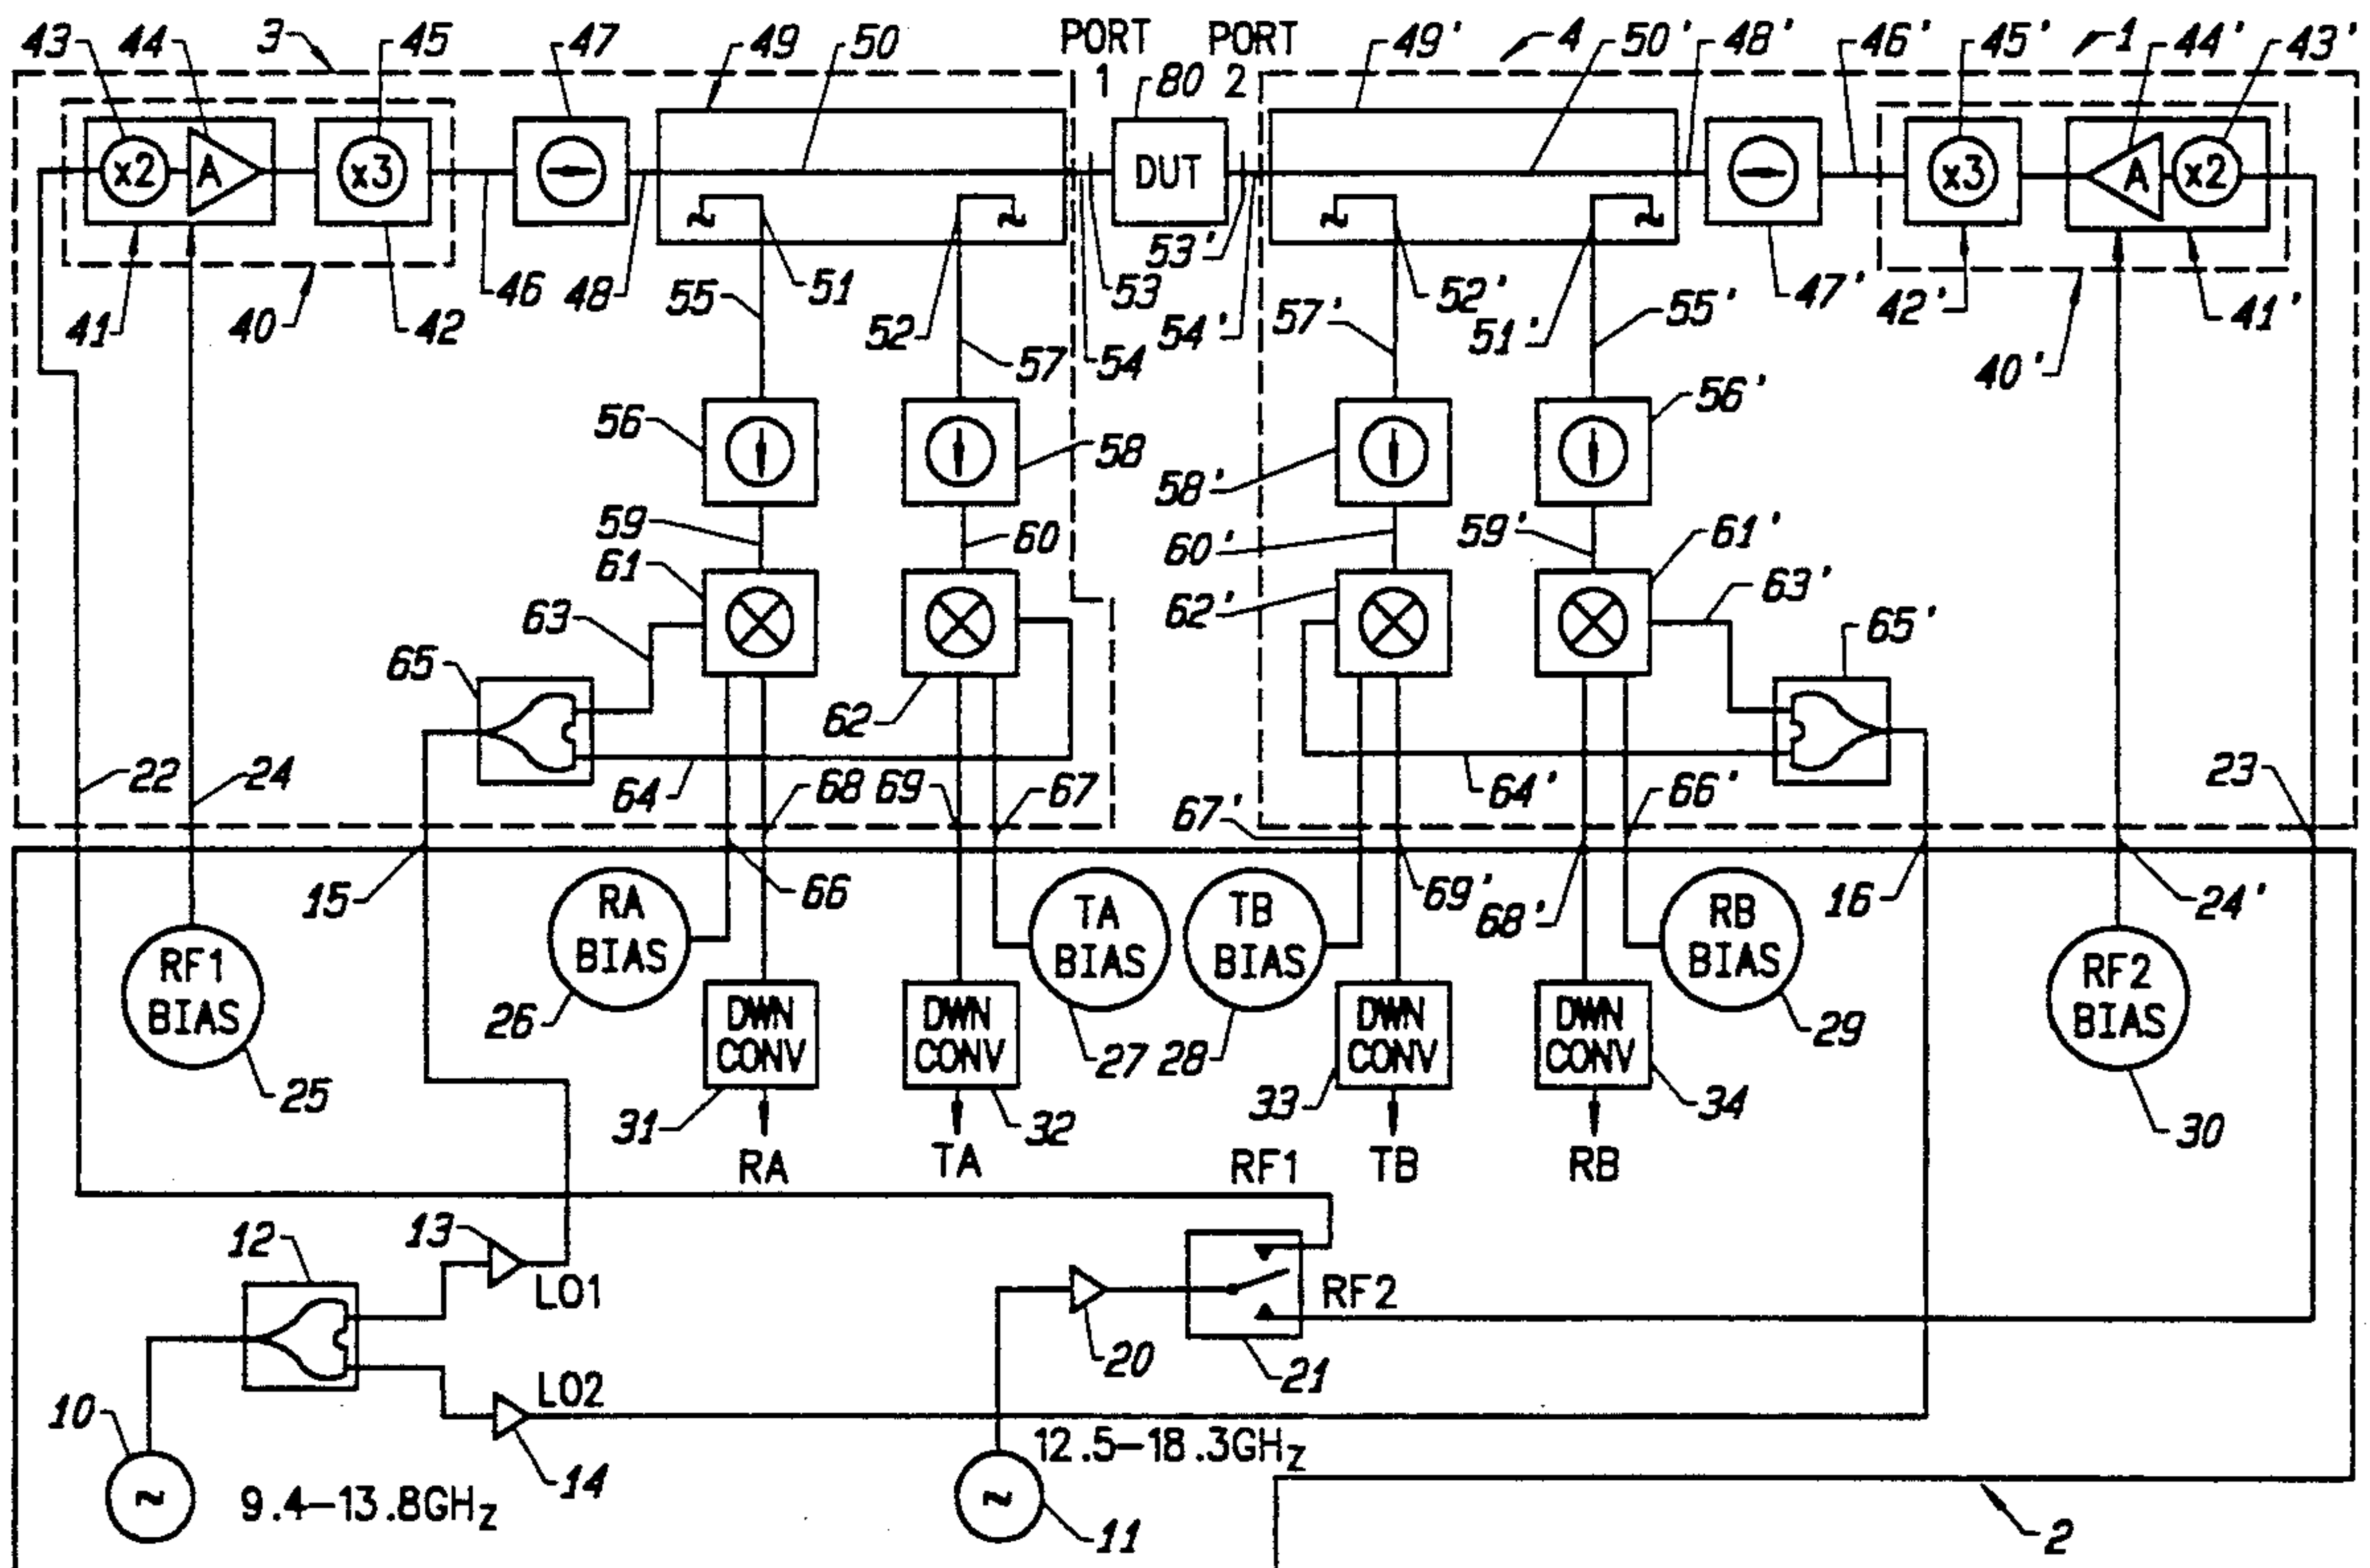 43 44 3 45 47 49 50 PORT 1 PORT 2 49' 4 50' 48' 46' 45' 1 44' 43'
80
x2 A x3 DUT x3 A x2
53'
41 40 42 46 48 55 51 52 57 53 54 54' 57' 52' 51' 55' 47' 42' 40' 41'
56 58 58' 56'
59 60 60' 59'
61 61'
63 62' 63'
65 62 65'
22 24 64 68 69 67 67' 64' 66' 23
15 66 69' 68' 16 24'
RF1
BIAS
25
RA
BIAS
26
TA
BIAS
27
TB
BIAS
28
RB
BIAS
29
RF2
BIAS
30
DWN
CONV
31
RA
DWN
CONV
32
TA
DWN
CONV
33
TB
DWN
CONV
34
RB
RF1
12 13
LO1
RF2
20 21
LO2
10 14
9.4-13.8GHz
12.5-18.3GHz
11
2